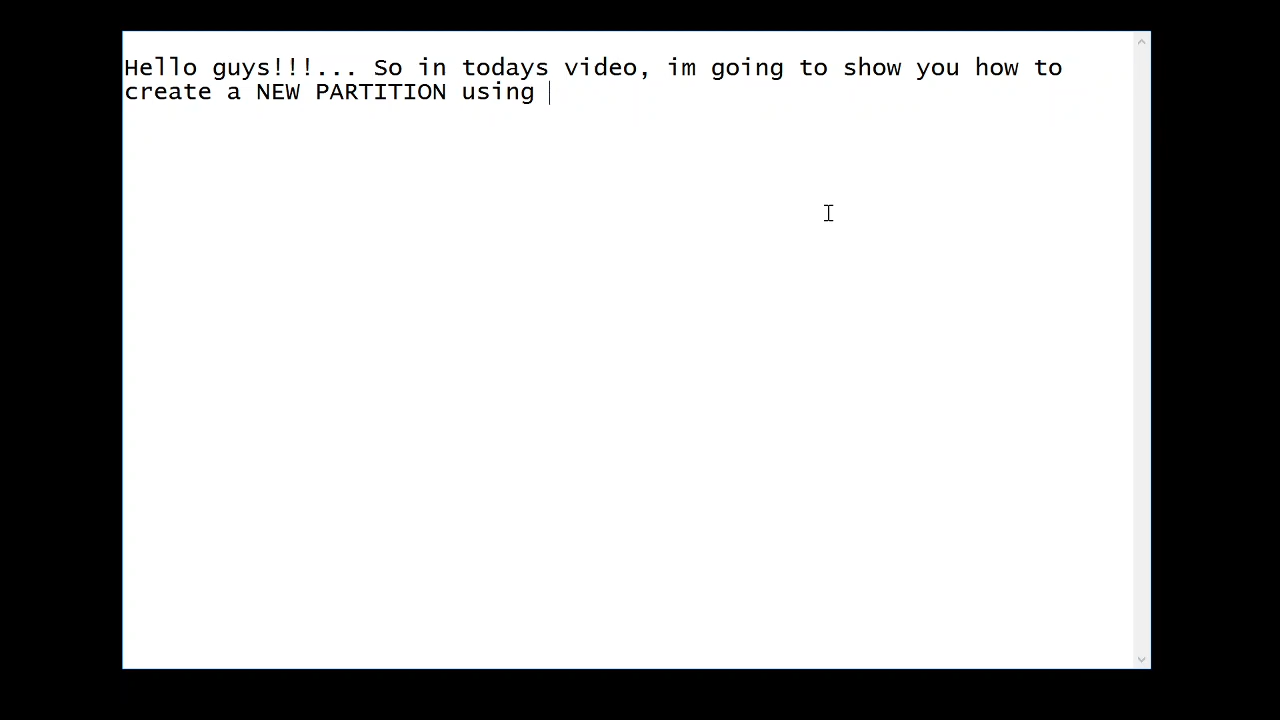 Hello guys!!!... So in todays video, im going to show you how to
create a NEW PARTITION using